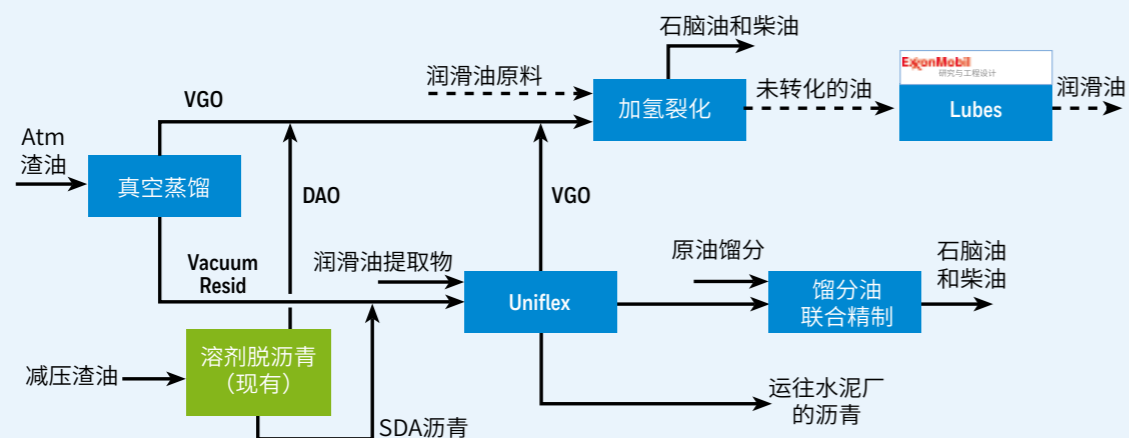 石脑油和柴油
ExxonMobil
研究与工程设计
润滑油原料
未转化的油
润滑油
VGO
加氢裂化
Lubes
Atm
渣油
真空蒸馏
DAO
VGO
Vacuum
Resid
润滑油提取物
原油馏分
石脑油
和柴油
Uniflex
馏分油
联合精制
溶剂脱沥青
（现有）
减压渣油
运往水泥厂
的沥青
SDA沥青